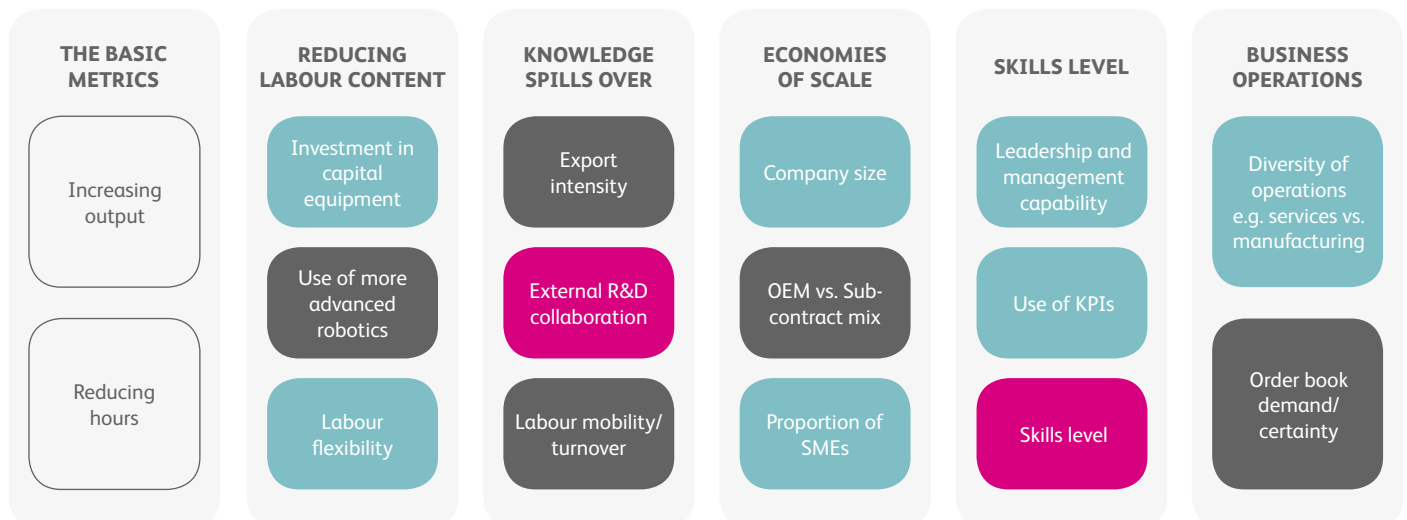 THE BASIC
METRICS
Increasing
output
Reducing
hours
REDUCING
LABOUR CONTENT
Investment in
capital
equipment
Use of more
advanced
robotics
Labour
flexibility
KNOWLEDGE
SPILLS OVER
Export
intensity
External R&D
collaboration
Labour mobility/
turnover
ECONOMIES
OF SCALE
Company size
OEM vs. Sub-
contract mix
Proportion of
SMEs
SKILLS LEVEL
Leadership and
management
capability
Use of KPIs
Skills level
BUSINESS
OPERATIONS
Diversity of
operations
e.g. services vs.
manufacturing
Order book
demand/
certainty